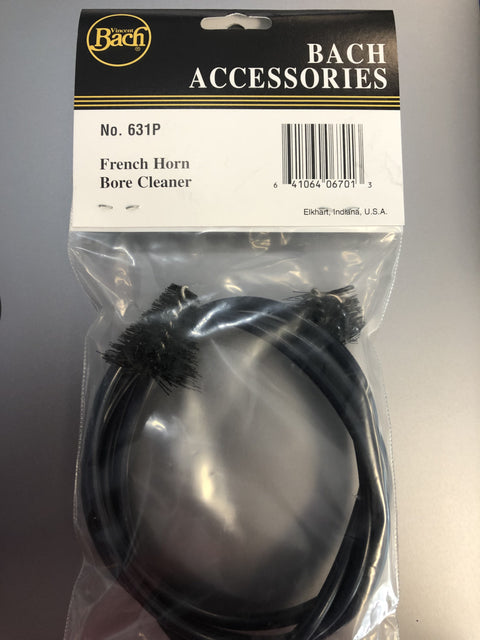 Vincent
Bach
BACH
ACCESSORIES
No. 631P
French Horn
Bore Cleaner
6 41064 06701 3
Elkhart, Indiana, U.S.A.